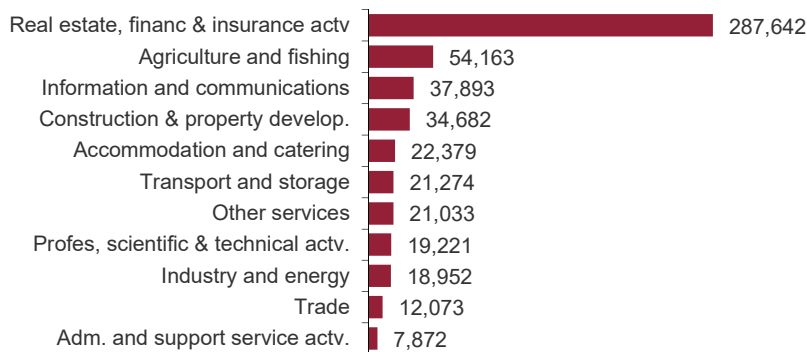 Real estate, financ & insurance actv 287,642
Agriculture and fishing 54,163
Information and communications 37,893
Construction & property develop. 34,682
Accommodation and catering 22,379
Transport and storage 21,274
Other services 21,033
Profes, scientific & technical actv. 19,221
Industry and energy 18,952
Trade 12,073
Adm. and support service actv. 7,872